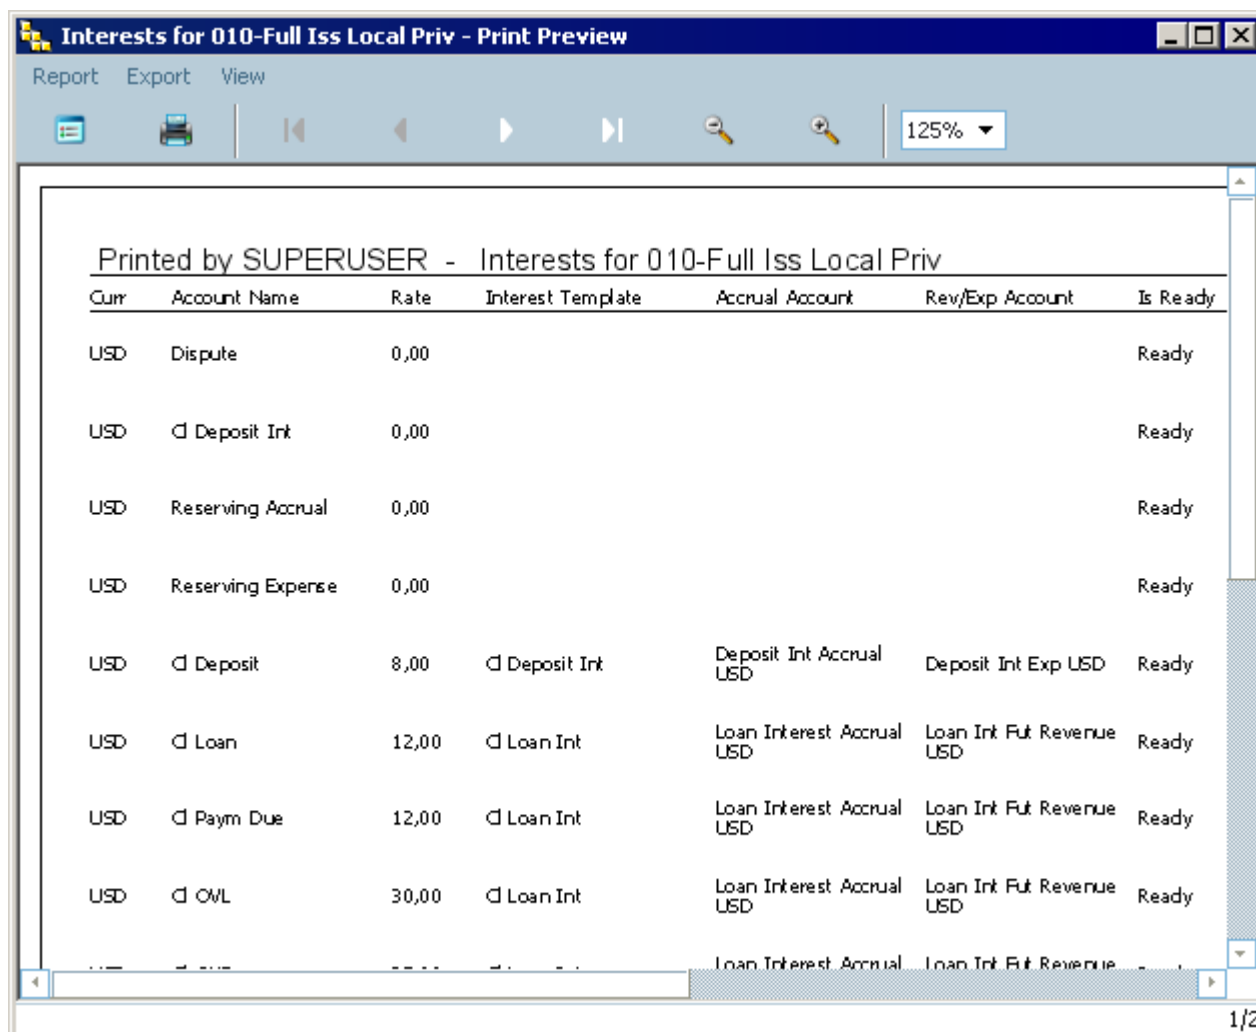 Interests for 010-Full Iss Local Priv - Print Preview
Report Export View
125%
Printed by SUPERUSER - Interests for 010-Full Iss Local Priv
Curr Account Name Rate Interest Template Accrual Account Rev/Exp Account Is Ready
USD Dispute 0,00 Ready
USD Cl Deposit Int 0,00 Ready
USD Reserving Accrual 0,00 Ready
USD Reserving Expense 0,00 Ready
USD Cl Deposit 8,00 Cl Deposit Int Deposit Int Accrual USD Deposit Int Exp USD Ready
USD Cl Loan 12,00 Cl Loan Int Loan Interest Accrual USD Loan Int Fut Revenue USD Ready
USD Cl Paym Due 12,00 Cl Loan Int Loan Interest Accrual USD Loan Int Fut Revenue USD Ready
USD Cl OVL 30,00 Cl Loan Int Loan Interest Accrual USD Loan Int Fut Revenue USD Ready
Loan Interest Accrual Loan Int Fut Revenue
1/2